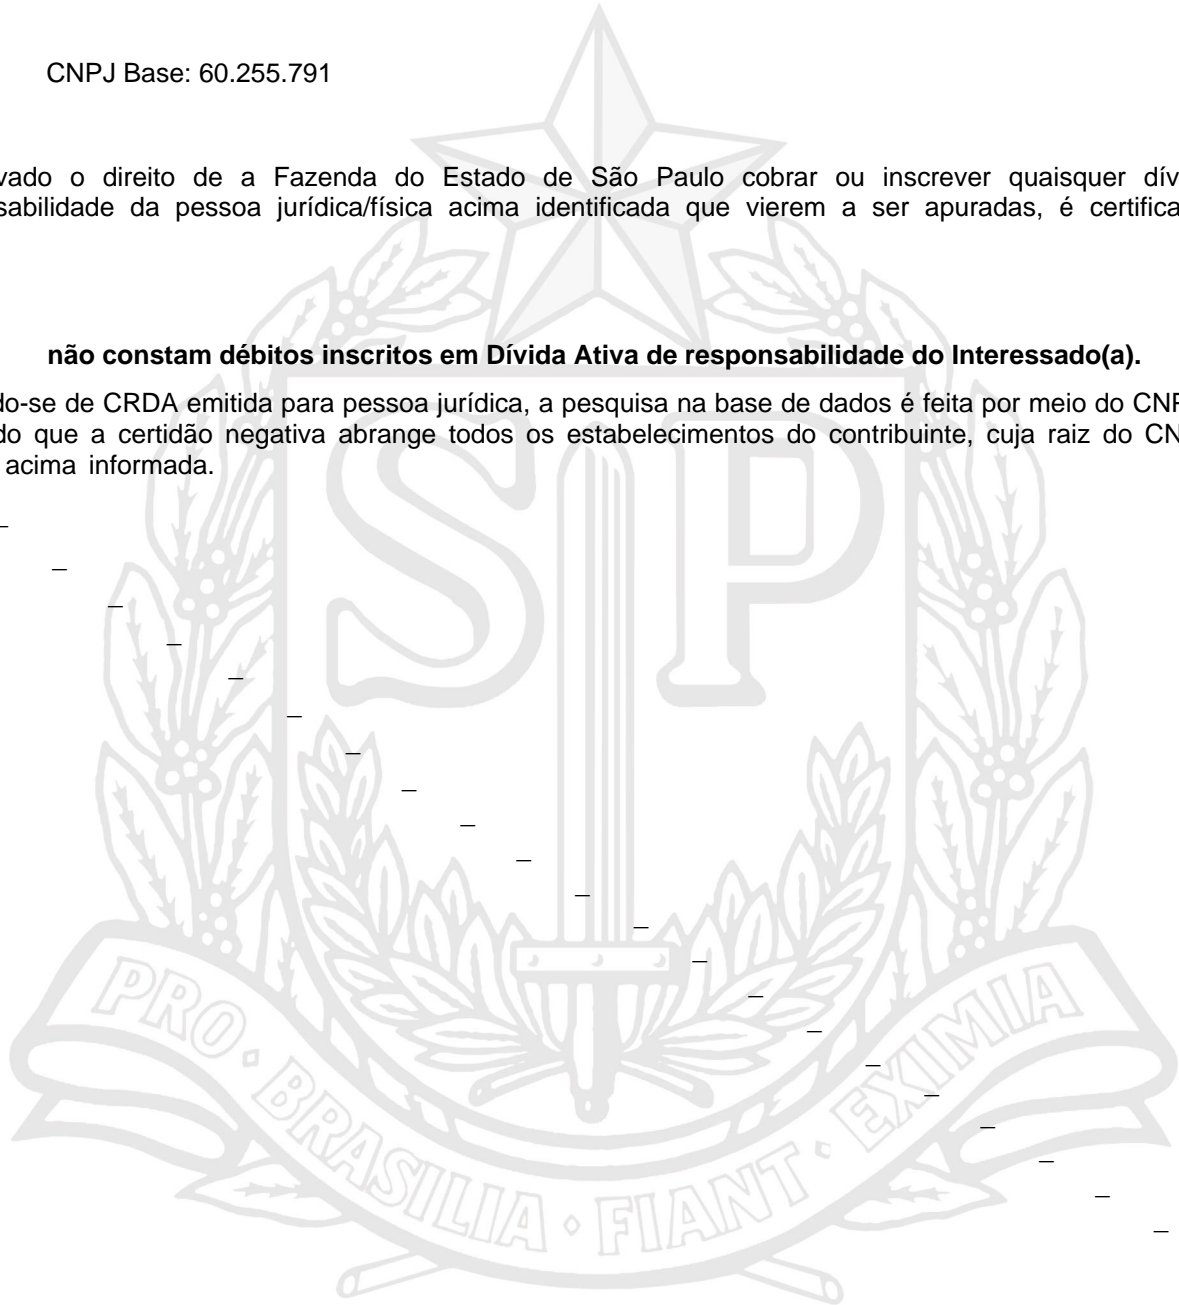 CNPJ Base: 60.255.791
vado o direito de a Fazenda do Estado de São Paulo cobrar ou inscrever quaisquer dív
sabilidade da pessoa jurídica/física acima identificada que vierem a ser apuradas, é certifica
não constam débitos inscritos em Dívida Ativa de responsabilidade do Interessado(a).
do-se de CRDA emitida para pessoa jurídica, a pesquisa na base de dados é feita por meio do CNP
do que a certidão negativa abrange todos os estabelecimentos do contribuinte, cuja raiz do CN
acima informada.
SP
PRO · BRASILIA · FIANT · EXIMIA